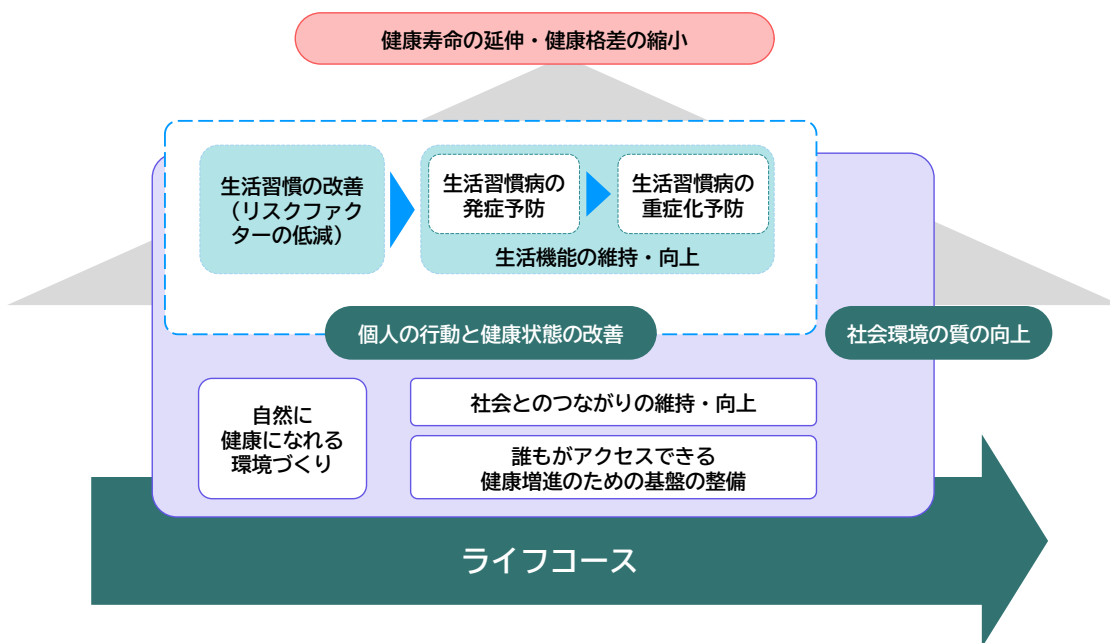 健康寿命の延伸・健康格差の縮小
生活習慣の改善
（リスクファク
ターの低減）
生活習慣病の
発症予防
生活習慣病の
重症化予防
生活機能の維持・向上
個人の行動と健康状態の改善
社会環境の質の向上
自然に
健康になれる
環境づくり
社会とのつながりの維持・向上
誰もがアクセスできる
健康増進のための基盤の整備
ライフコース